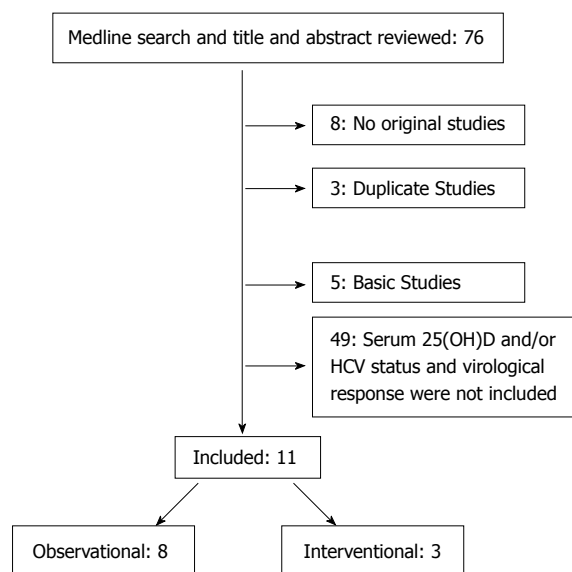 Medline search and title and abstract reviewed: 76
8: No original studies
3: Duplicate Studies
5: Basic Studies
49: Serum 25(OH)D and/or
HCV status and virological
response were not included
Included: 11
Observational: 8
Interventional: 3